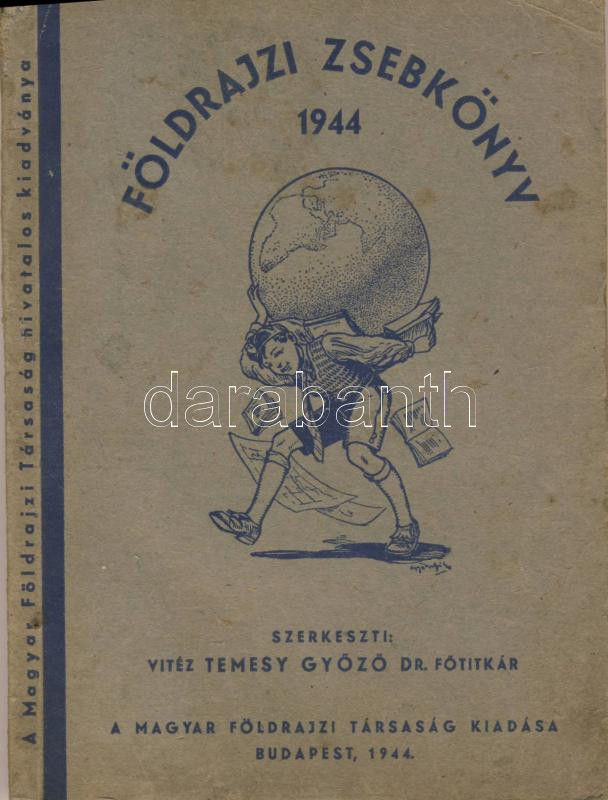 FÖLDRAJZI ZSEBKÖNYV
1944
SZERKESZTI:
VITÉZ TEMESY GYŐZŐ DR. FŐTITKÁR
A MAGYAR FÖLDRAJZI TÁRSASÁG KIADÁSA
BUDAPEST, 1944.
A Magyar Földrajzi Társaság hivatalos kiadványa
darabanth